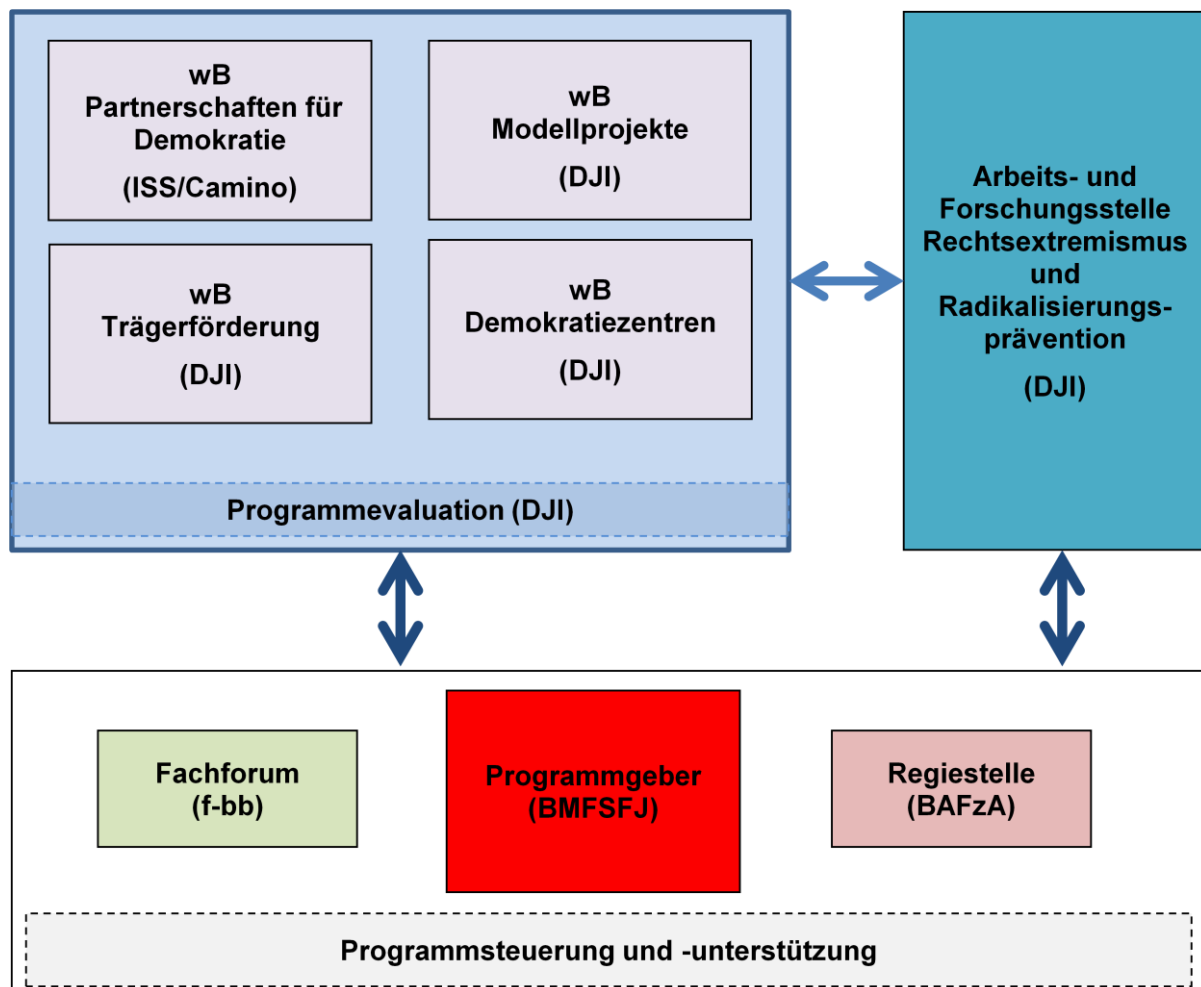 wB
Partnerschaften für
Demokratie
(ISS/Camino)
wB
Modellprojekte
(DJI)
wB
Trägerförderung
(DJI)
wB
Demokratiezentren
(DJI)
Programmevaluation (DJI)
Arbeits- und
Forschungsstelle
Rechtsextremismus
und
Radikalisierungs-
prävention
(DJI)
Fachforum
(f-bb)
Programmgeber
(BMFSFJ)
Regiestelle
(BAFzA)
Programmsteuerung und -unterstützung